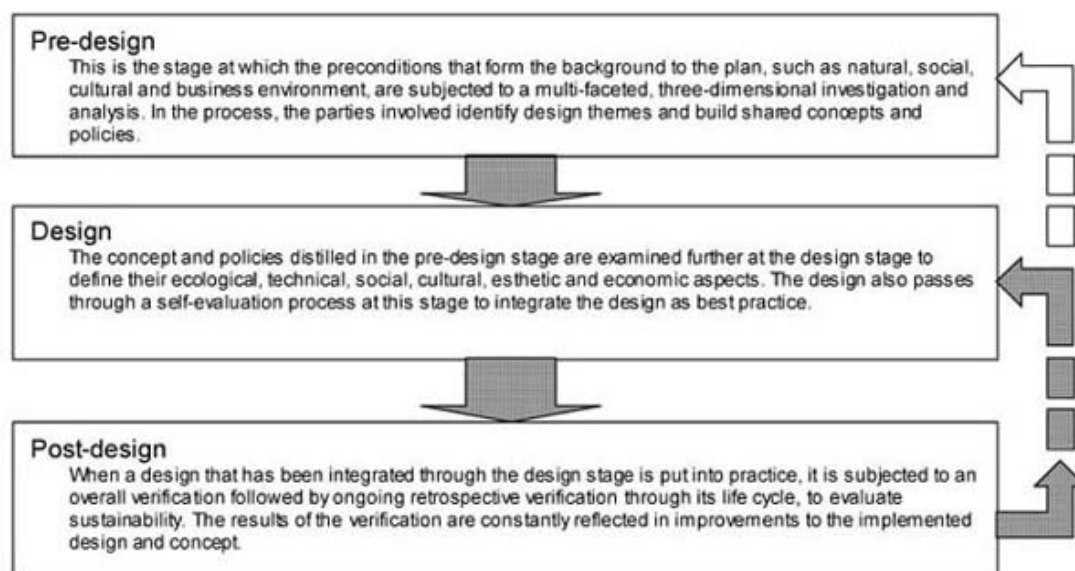 Pre-design
This is the stage at which the preconditions that form the background to the plan, such as natural, social,
cultural and business environment, are subjected to a multi-faceted, three-dimensional investigation and
analysis. In the process, the parties involved identify design themes and build shared concepts and
policies.
Design
The concept and policies distilled in the pre-design stage are examined further at the design stage to
define their ecological, technical, social, cultural, esthetic and economic aspects. The design also passes
through a self-evaluation process at this stage to integrate the design as best practice.
Post-design
When a design that has been integrated through the design stage is put into practice, it is subjected to an
overall verification followed by ongoing retrospective verification through its life cycle, to evaluate
sustainability. The results of the verification are constantly reflected in improvements to the implemented
design and concept.